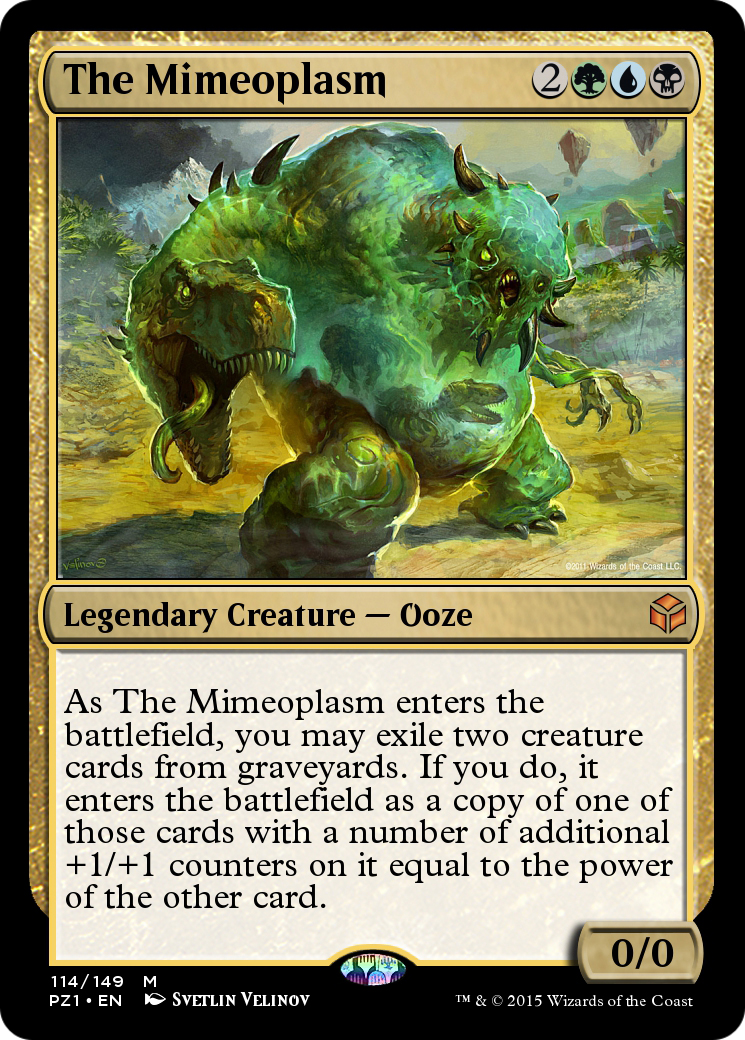 The Mimeoplasm 2
velinov
©2011 Wizards of the Coast LLC.
Legendary Creature — Ooze
As The Mimeoplasm enters the
battlefield, you may exile two creature
cards from graveyards. If you do, it
enters the battlefield as a copy of one of
those cards with a number of additional
+1/+1 counters on it equal to the power
of the other card.
0/0
114/149 M
PZ1 • EN Svetlin Velinov
™ & © 2015 Wizards of the Coast